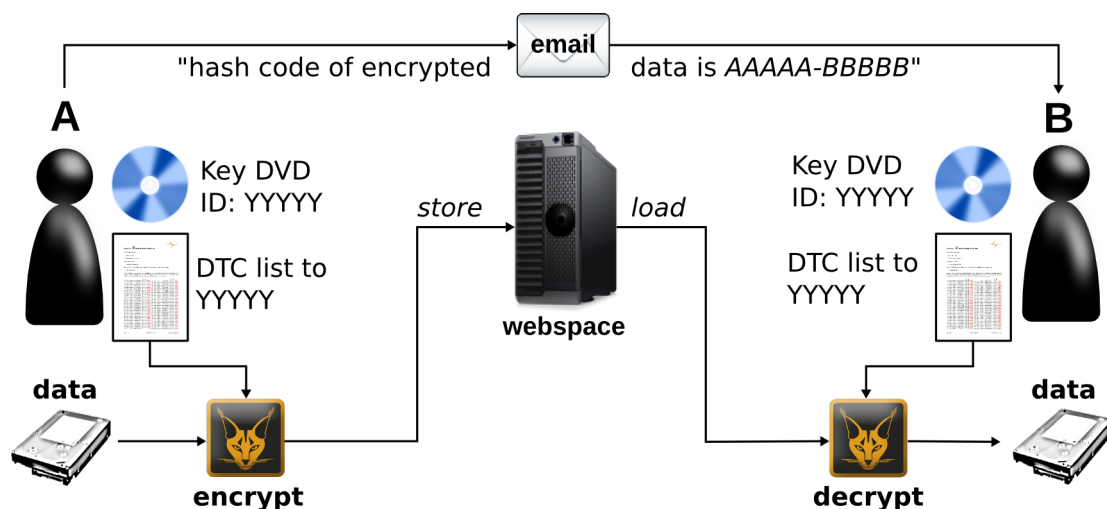 email
"hash code of encrypted data is AAAAA-BBBBB"
A
B
Key DVD
ID: YYYYY
Key DVD
ID: YYYYY
store
load
DTC list to
YYYYY
DTC list to
YYYYY
webspace
data
data
encrypt
decrypt